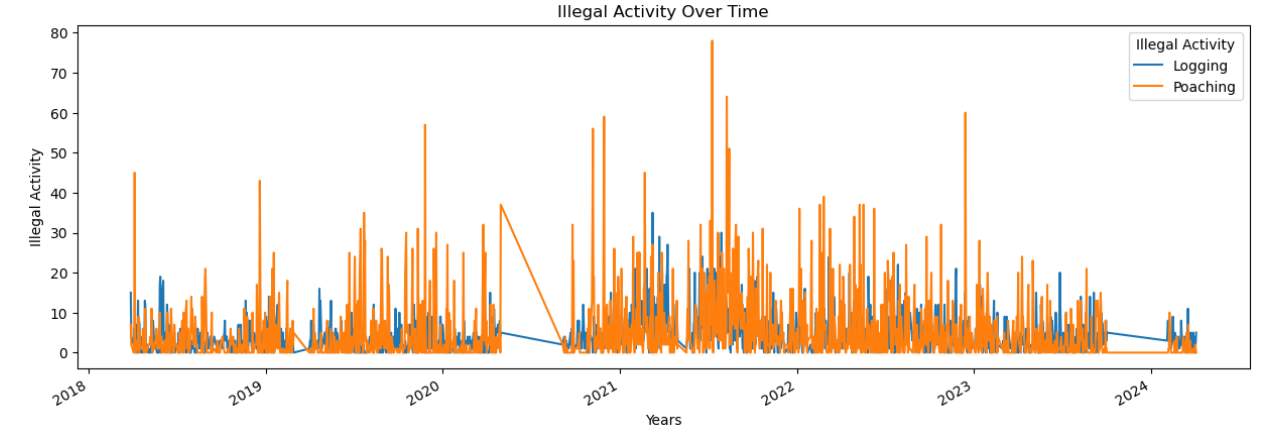 Illegal Activity Over Time
Illegal Activity
80
70
60
50
40
30
20
10
0
Illegal Activity
Logging
Poaching
2018
2019
2020
2021
2022
2023
2024
Years